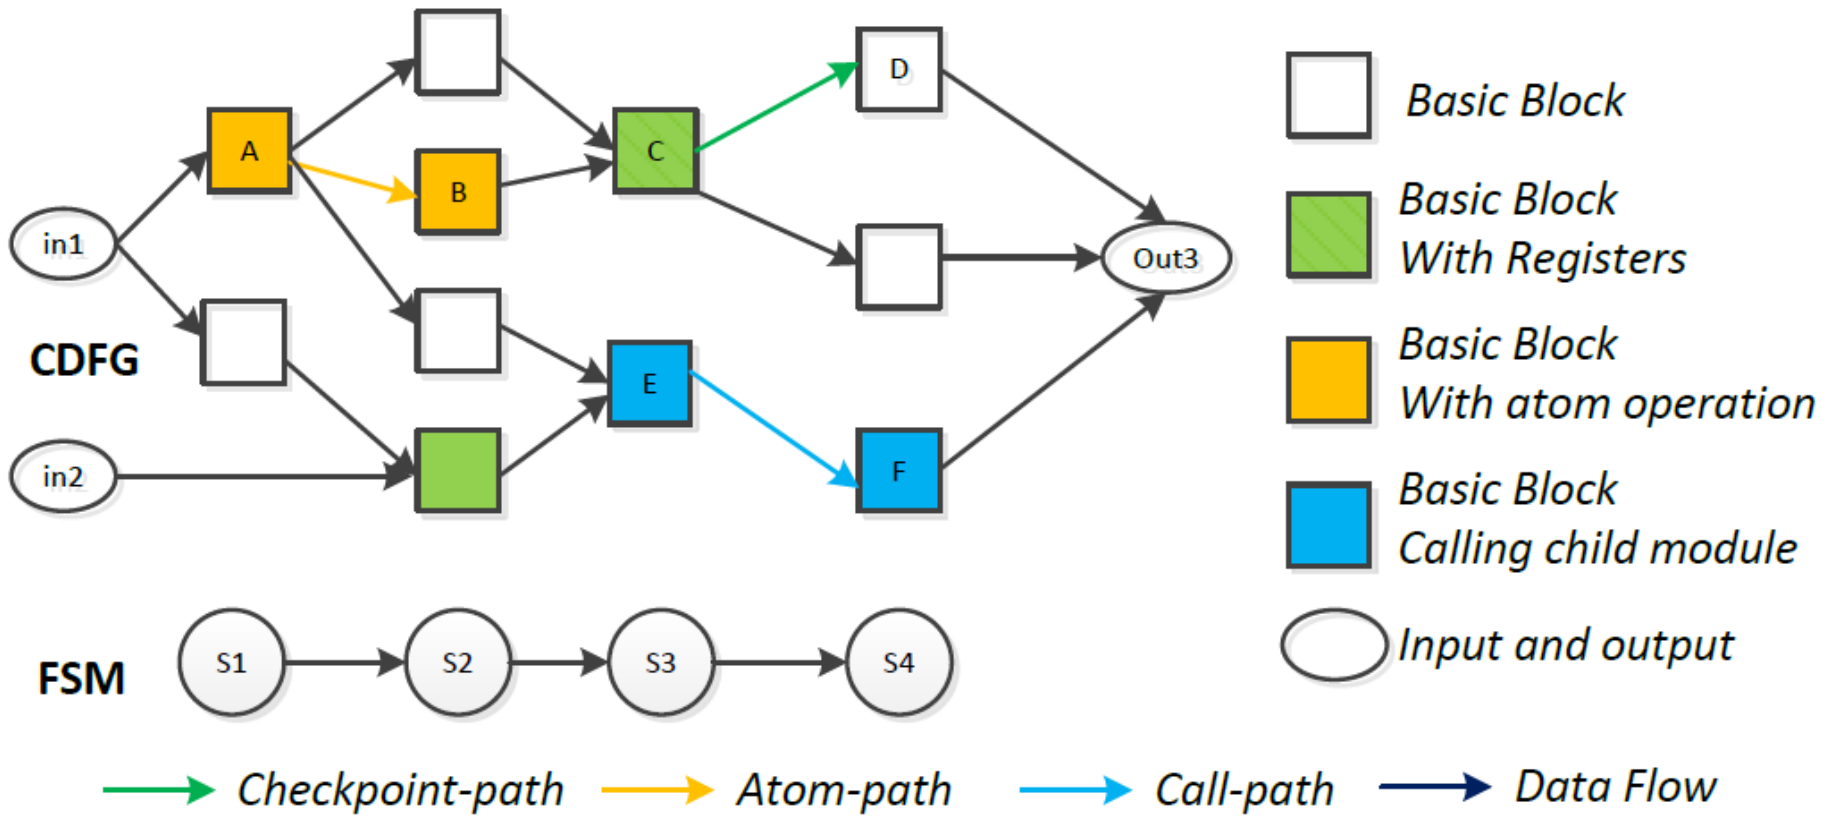 D
A
C
B
in1
Out3
CDFG
E
in2
F
FSM
S1
S2
S3
S4
Basic Block
Basic Block
With Registers
Basic Block
With atom operation
Basic Block
Calling child module
Input and output
Checkpoint-path
Atom-path
Call-path
Data Flow